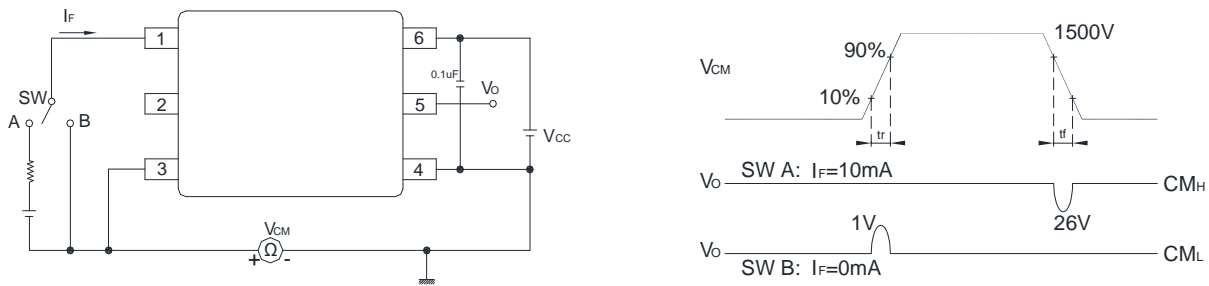 IF
1
6
0.1uF
SW
VO
A
B
2
5
VCC
3
4
VCM
+ Ω -
1500V
90%
VCM
10%
tr
tf
SW A: IF=10mA
VO
CMH
1V
26V
VO
CML
SW B: IF=0mA